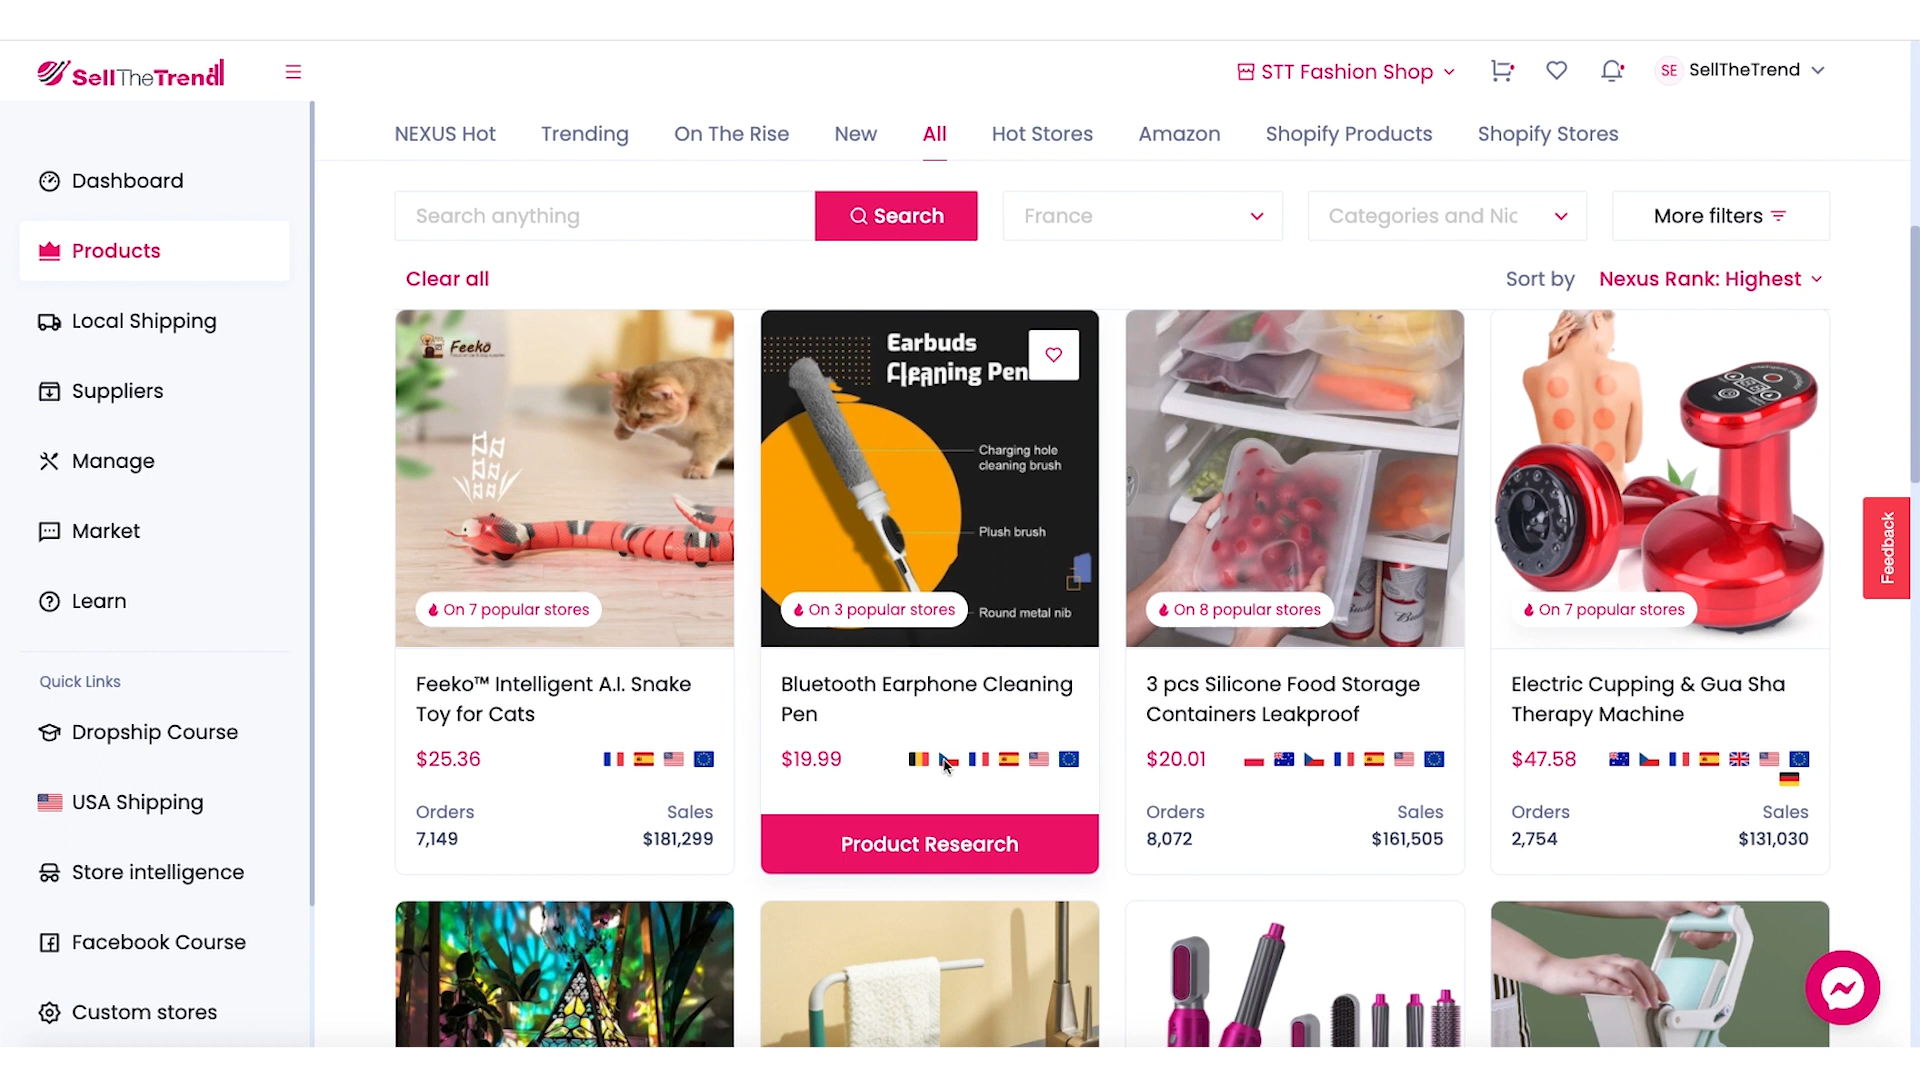 SellTheTrend
STT Fashion Shop
SE
SellTheTrend
NEXUS Hot
Trending
On The Rise
New
All
Hot Stores
Amazon
Shopify Products
Shopify Stores
Dashboard
Products
Local Shipping
Suppliers
Manage
Market
Learn
Quick Links
Dropship Course
USA Shipping
Store intelligence
Facebook Course
Custom stores
Search anything
Search
France
Categories and Nic
More filters
Clear all
Sort by
Nexus Rank: Highest
Feeko
On 7 popular stores
Feeko™ Intelligent A.I. Snake
Toy for Cats
$25.36
Orders
Sales
7,149
$181,299
Earbuds
Cleaning Pen
Charging hole
cleaning brush
Plush brush
Round metal nib
On 3 popular stores
Bluetooth Earphone Cleaning
Pen
$19.99
Product Research
On 8 popular stores
3 pcs Silicone Food Storage
Containers Leakproof
$20.01
Orders
Sales
8,072
$161,505
On 7 popular stores
Electric Cupping & Gua Sha
Therapy Machine
$47.58
Orders
Sales
2,754
$131,030
Feedback